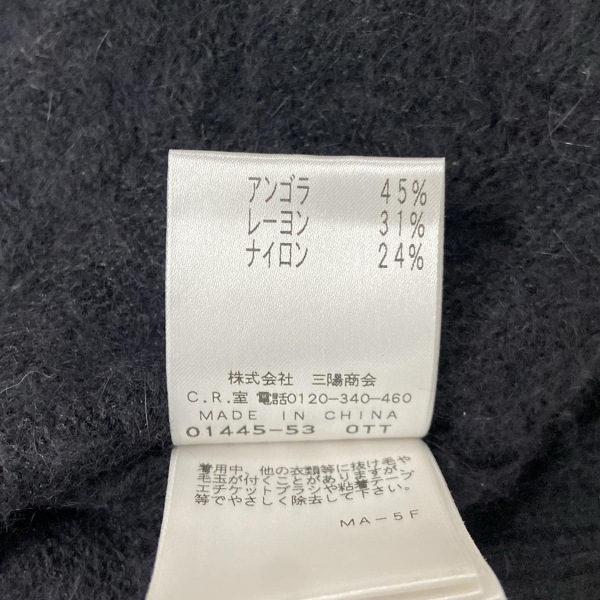 アンゴラ 45%
レーヨン 31%
ナイロン 24%
株式会社 三陽商会
C.R.室 電話0120-340-460
MADE IN CHINA
01445-53 OTT
着用中、他の衣類等に抜け毛や
毛玉が付くことがありますが、
エチケットブラシや粘着テープ
等でやさしく除去して下さい。
MA-5F